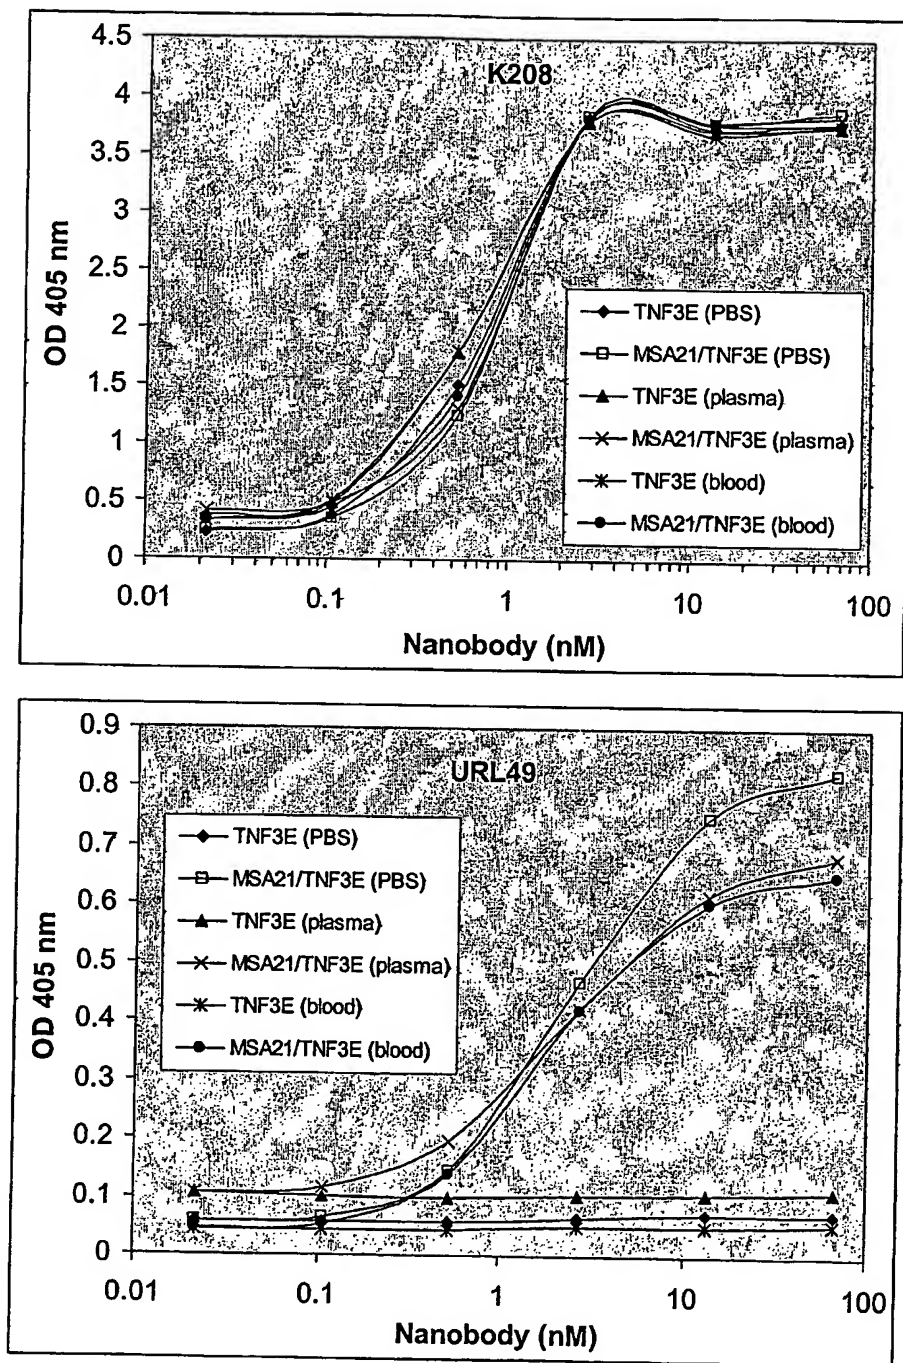 K208
OD 405 nm
4.5
4
3.5
3
2.5
2
1.5
1
0.5
0
TNF3E (PBS)
MSA21/TNF3E (PBS)
TNF3E (plasma)
MSA21/TNF3E (plasma)
TNF3E (blood)
MSA21/TNF3E (blood)
0.01 0.1 1 10 100
Nanobody (nM)
URL49
OD 405 nm
0.9
0.8
0.7
0.6
0.5
0.4
0.3
0.2
0.1
0
TNF3E (PBS)
MSA21/TNF3E (PBS)
TNF3E (plasma)
MSA21/TNF3E (plasma)
TNF3E (blood)
MSA21/TNF3E (blood)
0.01 0.1 1 10 100
Nanobody (nM)